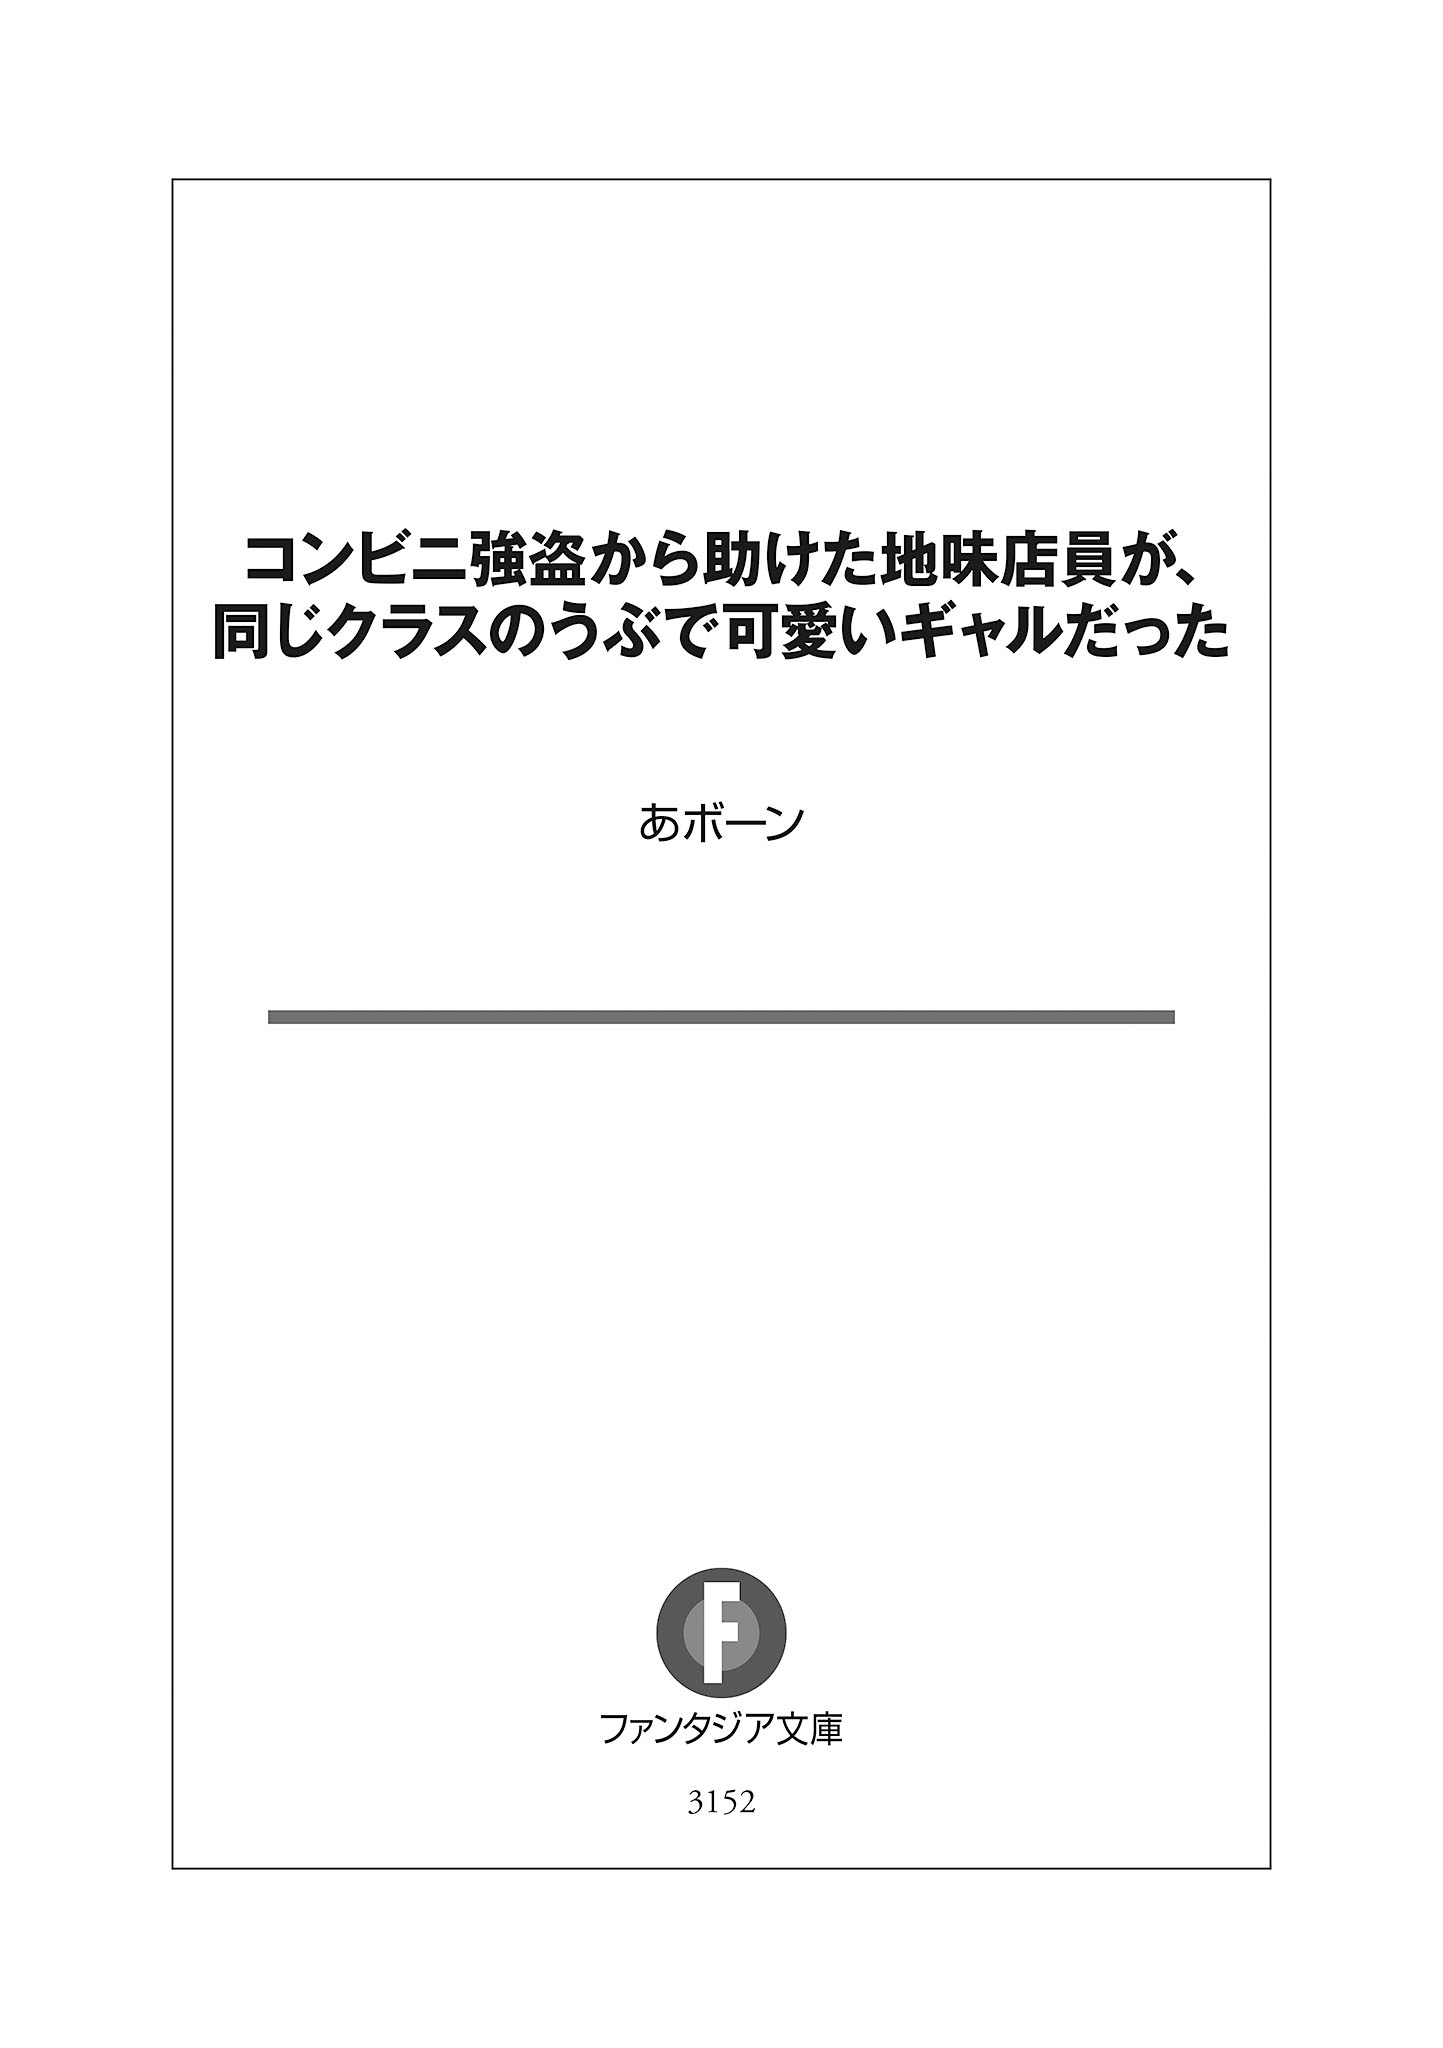 コンビニ強盗から助けた地味店員が、
同じクラスのうぶで可愛いギャルだった
あボーン
F
ファンタジア文庫
3152